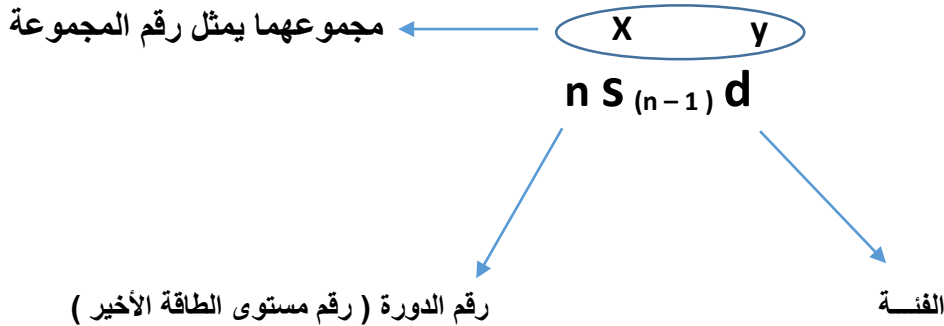 مجموعهما يمثل رقم المجموعة
X y
n S (n – 1) d
رقم الدورة ( رقم مستوى الطاقة الأخير )
الفئـــة